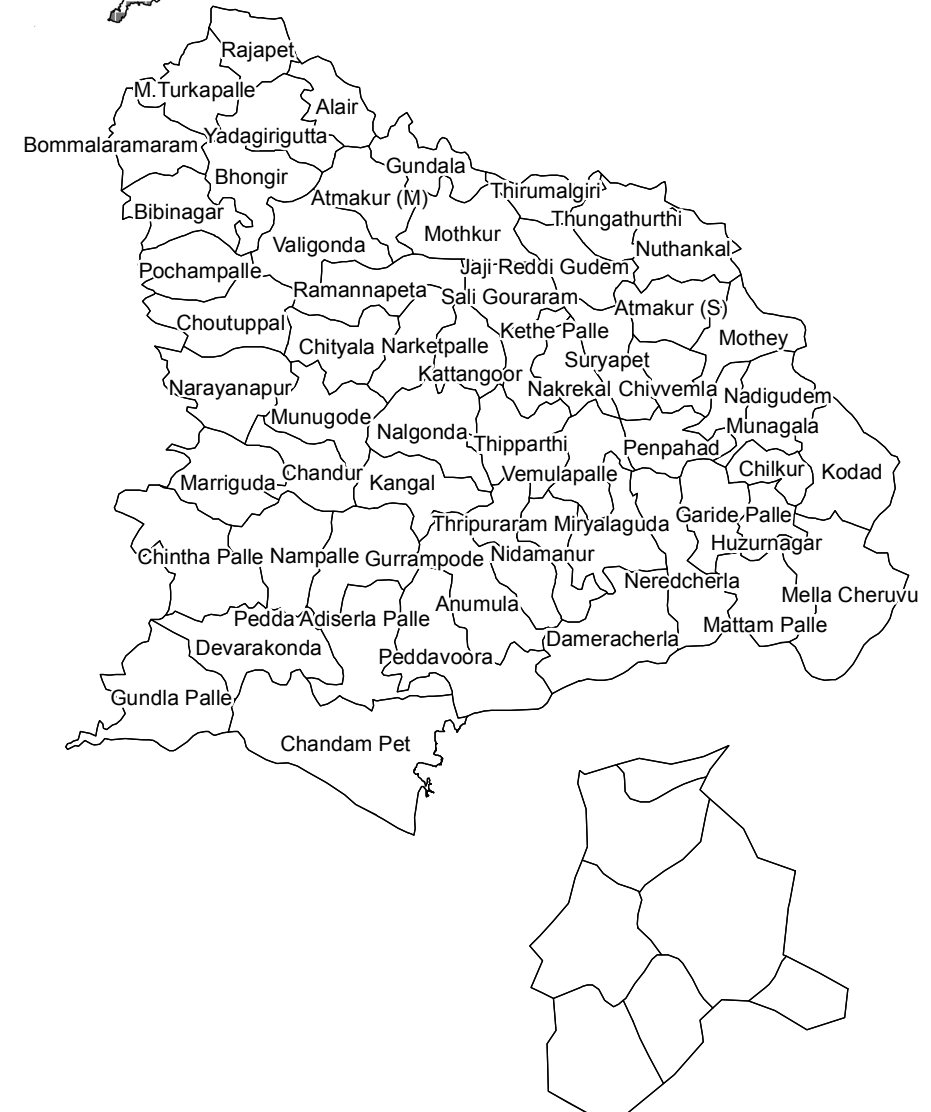 Rajapet
M.Turkapalle
Alair
Yadagirigutta
Bommalaramaram
Gundala
Bhongir
Thirumalgiri
Atmakur (M)
Bibinagar
Thungathurthi
Mothkur
Valigonda
Nuthankal
Pochampalle
Jaji Reddi Gudem
Ramannapeta
Sali Gouraram
Atmakur (S)
Choutuppal
Kethe Palle
Mothey
Chityala
Narketpalle
Suryapet
Kattangoor
Narayanapur
Nakrekal
Chivvemla
Nadigudem
Munugode
Munagala
Nalgonda
Thipparthi
Penpahad
Chilkur
Kodad
Chandur
Vemulapalle
Marriguda
Kangal
Garide Palle
Thripuraram
Miryalaguda
Huzurnagar
Chintha Palle
Nampalle
Gurrampode
Nidamanur
Neredcherla
Mella Cheruvu
Anumula
Pedda Adiserla Palle
Mattam Palle
Dameracherla
Devarakonda
Peddavoora
Gundla Palle
Chandam Pet